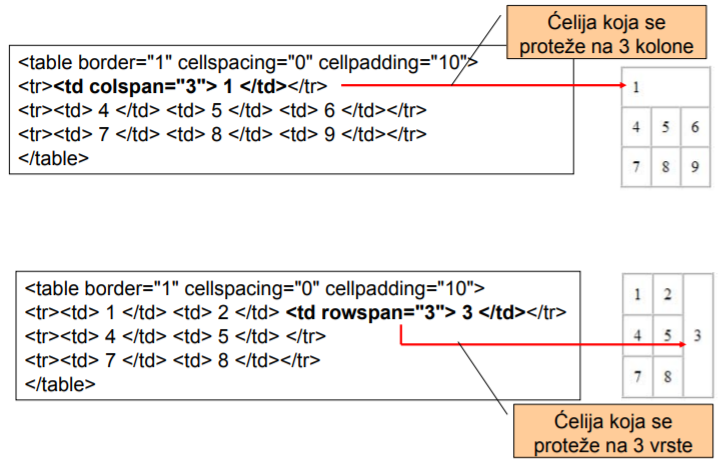 Ćelija koja se
proteže na 3 kolone
<table border="1" cellspacing="0" cellpadding="10">
<tr><td colspan="3"> 1 </td></tr>
<tr><td> 4 </td> <td> 5 </td> <td> 6 </td></tr>
<tr><td> 7 </td> <td> 8 </td> <td> 9 </td></tr>
</table>
1
4 5 6
7 8 9
<table border="1" cellspacing="0" cellpadding="10">
<tr><td> 1 </td> <td> 2 </td> <td rowspan="3"> 3 </td></tr>
<tr><td> 4 </td> <td> 5 </td> </tr>
<tr><td> 7 </td> <td> 8 </td></tr>
</table>
1 2
4 5 3
7 8
Ćelija koja se
proteže na 3 vrste